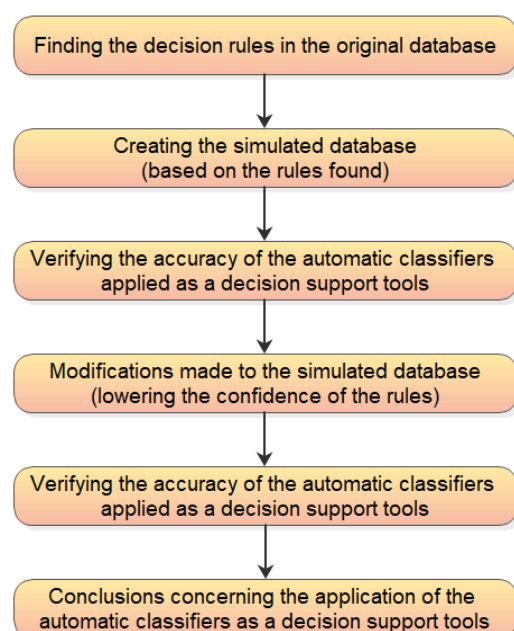 Finding the decision rules in the original database
Creating the simulated database
(based on the rules found)
Verifying the accuracy of the automatic classifiers
applied as a decision support tools
Modifications made to the simulated database
(lowering the confidence of the rules)
Verifying the accuracy of the automatic classifiers
applied as a decision support tools
Conclusions concerning the application of the
automatic classifiers as a decision support tools